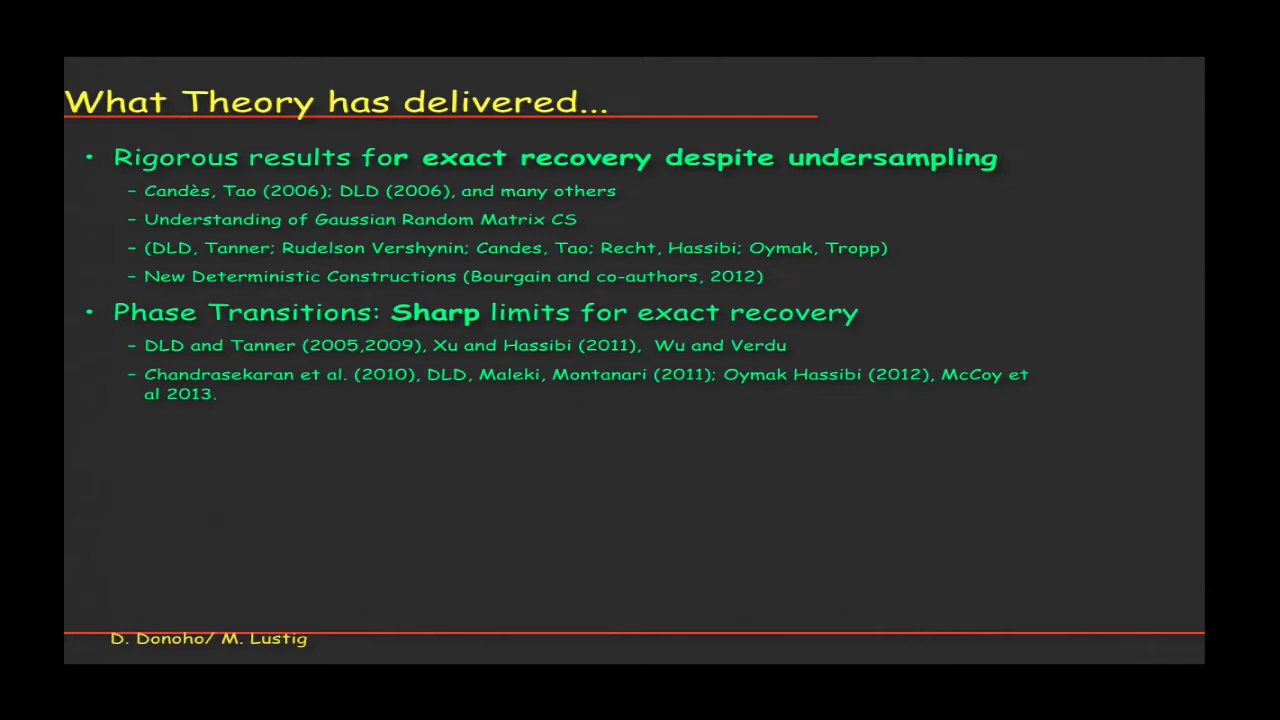 What Theory has delivered...
• Rigorous results for exact recovery despite undersampling
– Candès, Tao (2006); DLD (2006), and many others
– Understanding of Gaussian Random Matrix CS
– (DLD, Tanner; Rudelson Vershynin; Candes, Tao; Recht, Hassibi; Oymak, Tropp)
– New Deterministic Constructions (Bourgain and co-authors, 2012)
• Phase Transitions: Sharp limits for exact recovery
– DLD and Tanner (2005,2009), Xu and Hassibi (2011), Wu and Verdu
– Chandrasekaran et al. (2010), DLD, Maleki, Montanari (2011); Oymak Hassibi (2012), McCoy et
al 2013.
D. Donoho/ M. Lustig